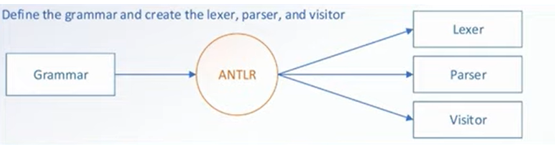 Define the grammar and create the lexer, parser, and visitor
Lexer
Grammar
ANTLR
Parser
Visitor